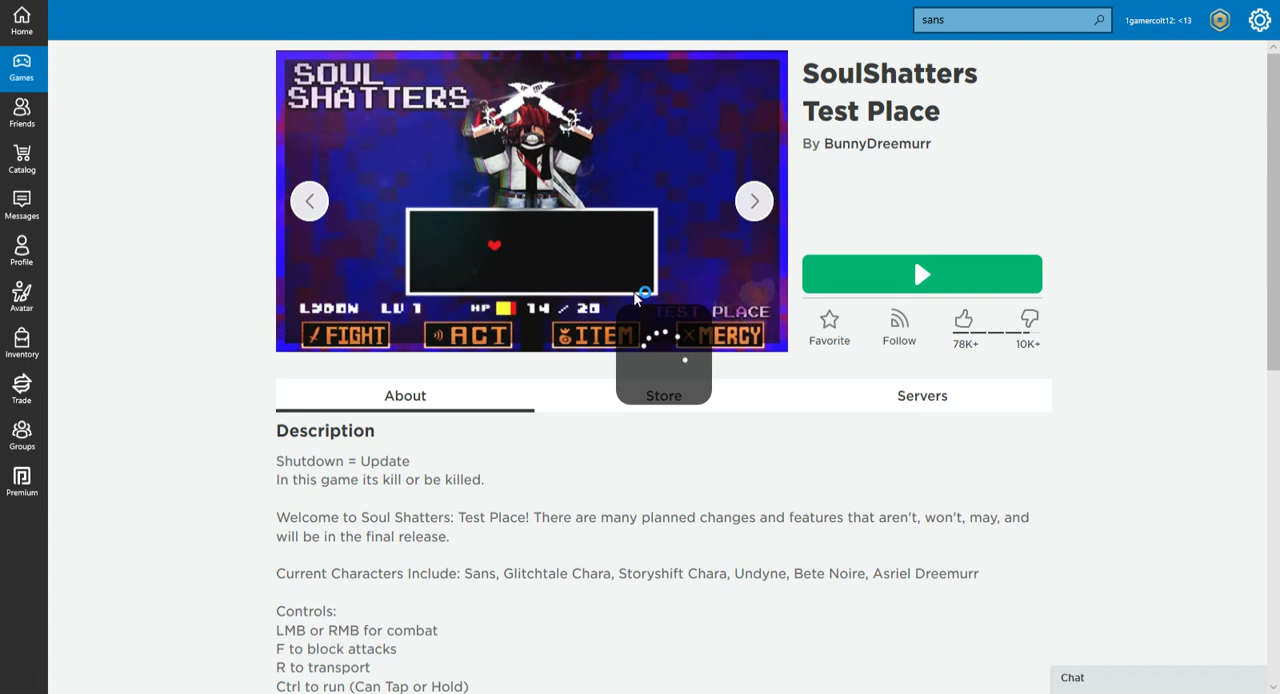 Home
sans
1gamercolt12: <13
Games
Friends
Catalog
Messages
Profile
Avatar
Inventory
Trade
Groups
Premium
SOUL
SHATTERS
LYDON LV 1 HP 14 / 20
TEST PLACE
FIGHT
ACT
ITEM
MERCY
SoulShatters
Test Place
By BunnyDreemurr
Favorite
Follow
78K+
10K+
About
Store
Servers
Description
Shutdown = Update
In this game its kill or be killed.
Welcome to Soul Shatters: Test Place! There are many planned changes and features that aren't, won't, may, and
will be in the final release.
Current Characters Include: Sans, Glitchtale Chara, Storyshift Chara, Undyne, Bete Noire, Asriel Dreemurr
Controls:
LMB or RMB for combat
F to block attacks
R to transport
Ctrl to run (Can Tap or Hold)
Chat